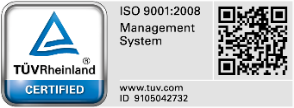 TÜVRheinland
CERTIFIED
ISO 9001:2008
Management
System
www.tuv.com
ID 9105042732